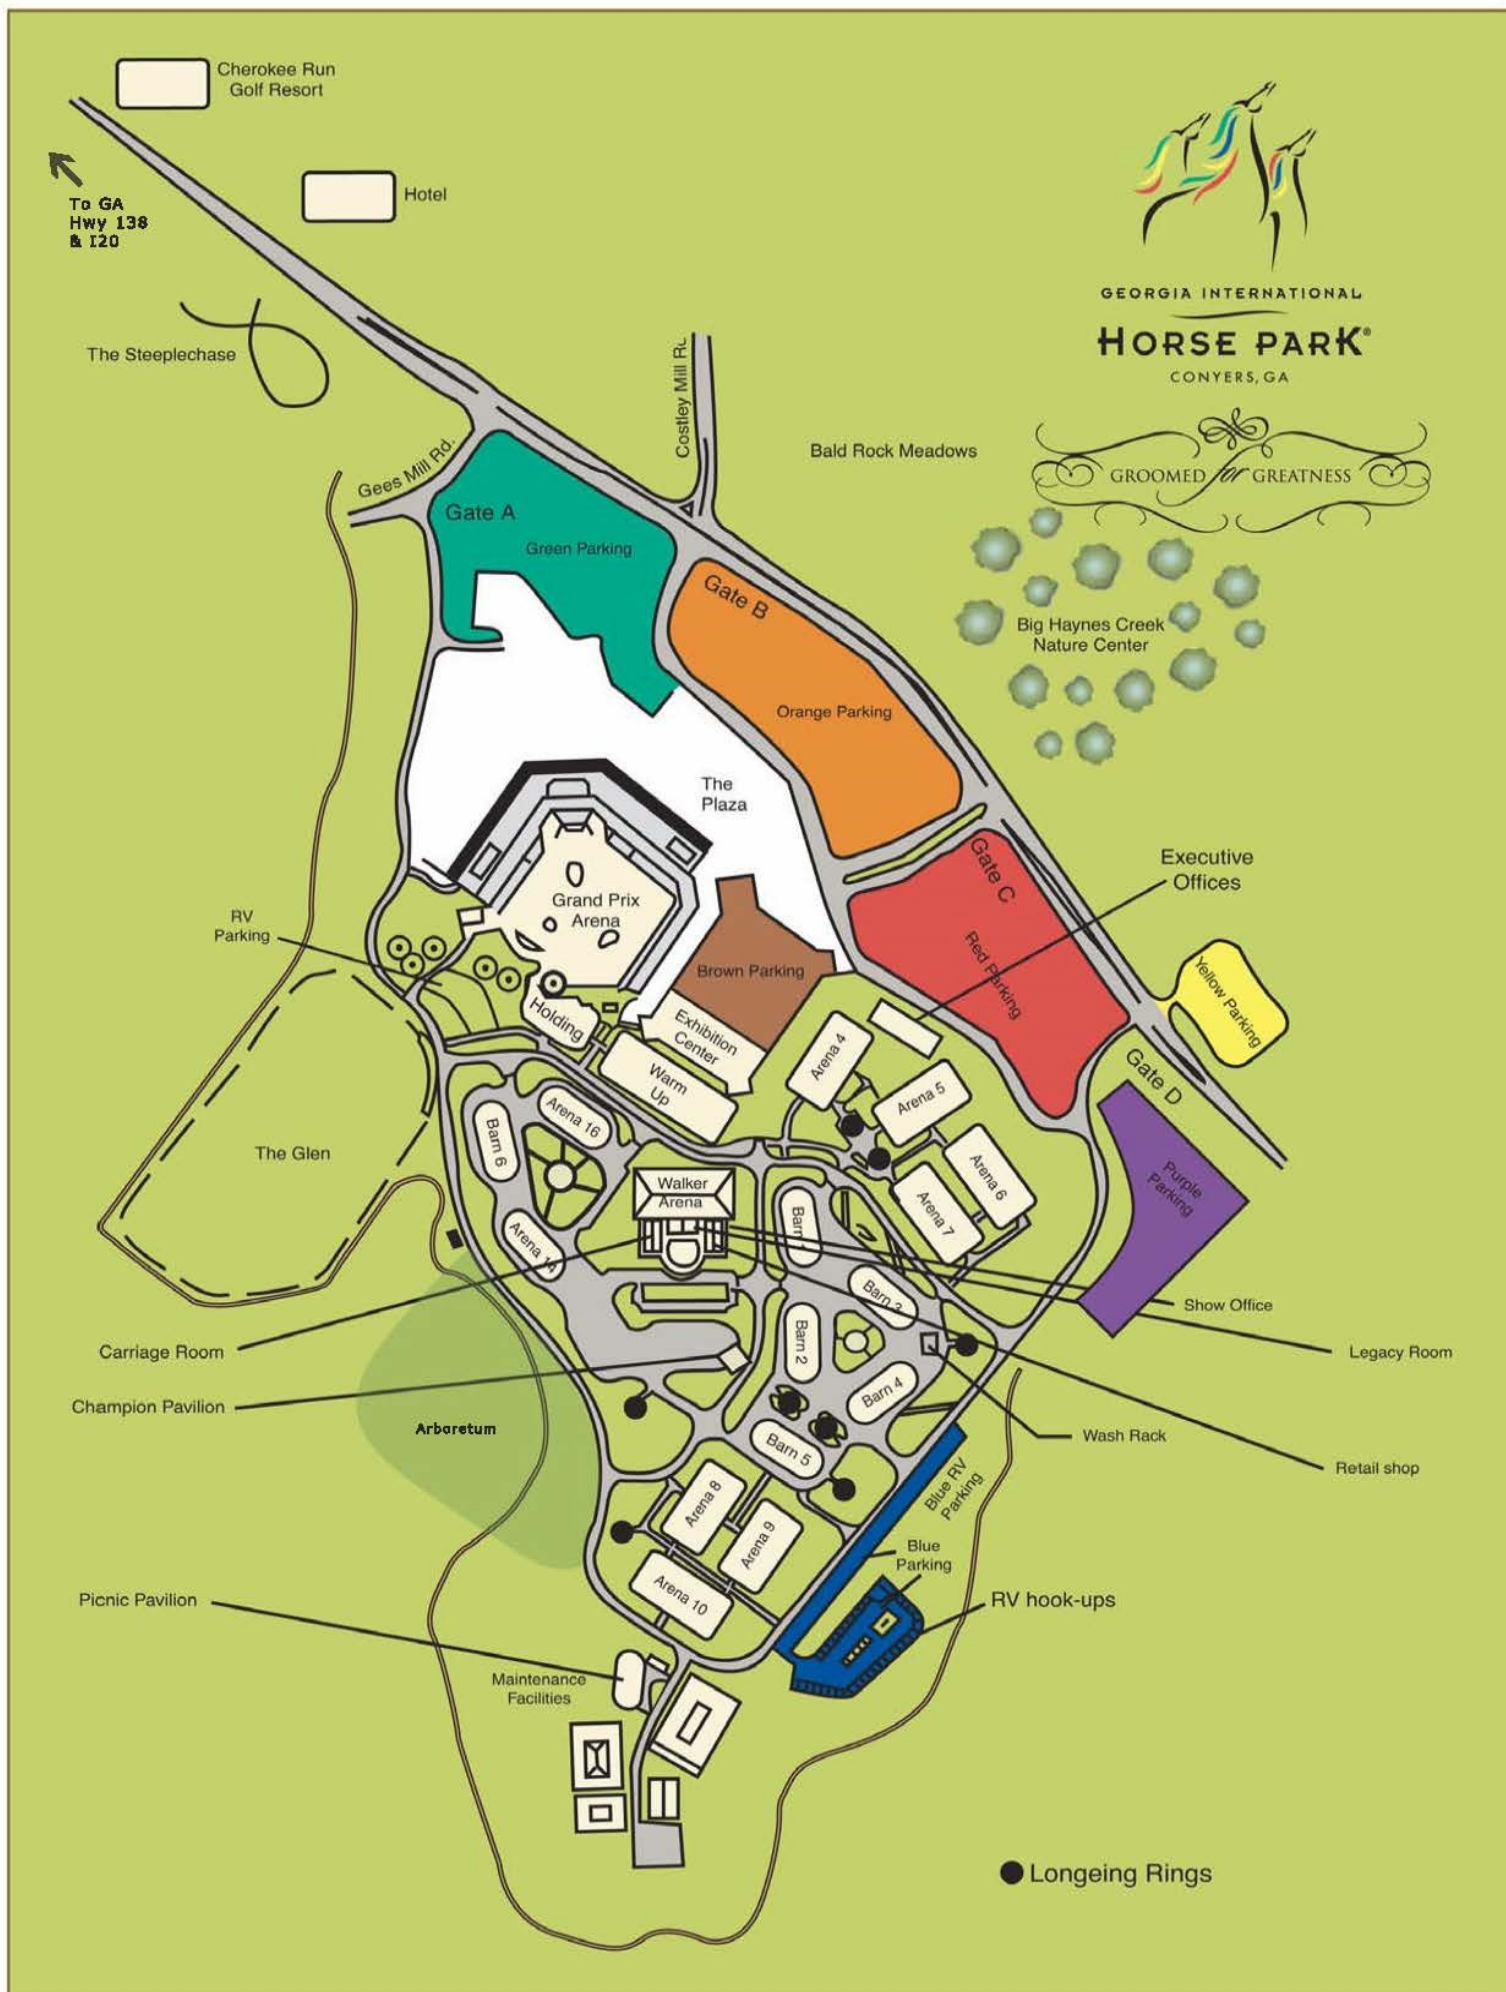 Cherokee Run
Golf Resort
Hotel
To GA
Hwy 138
& I20
The Steeplechase
GEORGIA INTERNATIONAL
HORSE PARK®
CONYERS, GA
GROOMED for GREATNESS
Gees Mill Rd.
Costley Mill
Bald Rock Meadows
Gate A
Green Parking
Gate B
Orange Parking
Big Haynes Creek
Nature Center
The
Plaza
Gate C
Red Parking
Executive
Offices
Grand Prix
Arena
RV
Parking
Brown Parking
Yellow Parking
Holding
Exhibition
Center
Warm
Up
Arena 4
Arena 5
Arena 6
Arena 7
Gate D
Purple
Parking
The Glen
Barn 6
Arena 16
Walker
Arena
Barn
Arena 14
Barn 3
Barn 2
Barn 4
Barn 5
Show Office
Legacy Room
Carriage Room
Champion Pavilion
Arboretum
Wash Rack
Retail shop
Blue RV
Parking
Arena 8
Arena 9
Arena 10
Blue
Parking
RV hook-ups
Picnic Pavilion
Maintenance
Facilities
Longeing Rings